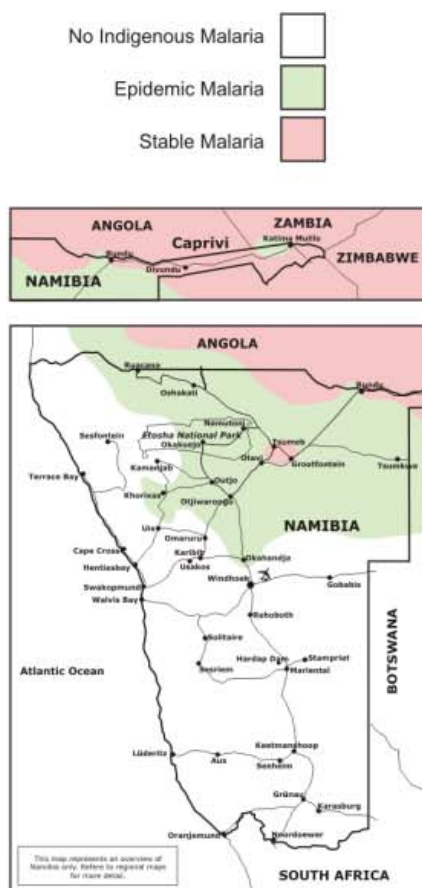 No Indigenous Malaria
Epidemic Malaria
Stable Malaria
ANGOLA
ZAMBIA
Caprivi
Katima Mulilo
Rundu
Divundu
ZIMBABWE
NAMIBIA
ANGOLA
Ruacana
Rundu
Oshakati
Namutoni
Sesfontein
Etosha National Park
Okakuejo
Tsumeb
Kamanjab
Otavi
Grootfontein
Tsumkwe
Terrace Bay
Outjo
Khorixas
Otjiwarongo
NAMIBIA
Uis
Omaruru
Cape Cross
Karibib
Okahandja
Hentiesbay
Usakos
Windhoek
Gobabis
Swakopmund
Walvis Bay
Rehoboth
BOTSWANA
Solitaire
Hardap Dam
Stampriet
Atlantic Ocean
Sesriem
Mariental
Keetmanshoop
Lüderitz
Aus
Seeheim
Grünau
Karasburg
Oranjemund
Noordoewer
This map represents an overview of
Namibia only. Refere to regional maps
for more detail.
SOUTH AFRICA